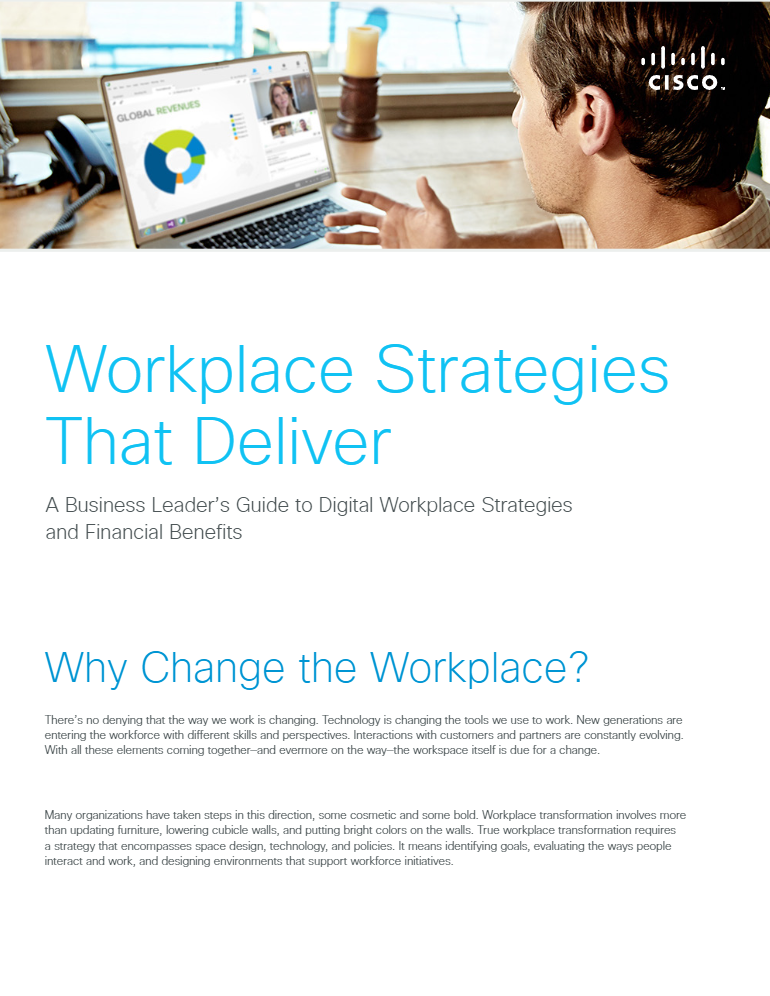 CISCO
GLOBAL REVENUES
Workplace Strategies
That Deliver
A Business Leader's Guide to Digital Workplace Strategies
and Financial Benefits
Why Change the Workplace?
There's no denying that the way we work is changing. Technology is changing the tools we use to work. New generations are
entering the workforce with different skills and perspectives. Interactions with customers and partners are constantly evolving.
With all these elements coming together—and evermore on the way—the workspace itself is due for a change.
Many organizations have taken steps in this direction, some cosmetic and some bold. Workplace transformation involves more
than updating furniture, lowering cubicle walls, and putting bright colors on the walls. True workplace transformation requires
a strategy that encompasses space design, technology, and policies. It means identifying goals, evaluating the ways people
interact and work, and designing environments that support workforce initiatives.